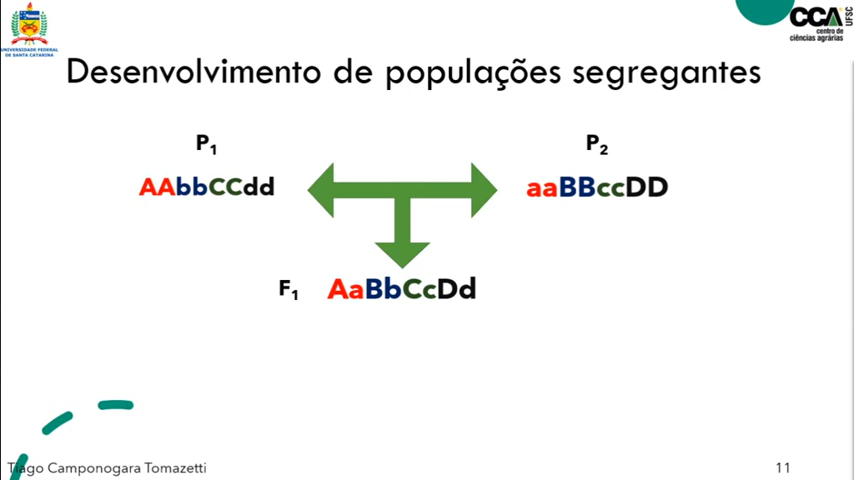 UNIVERSIDADE FEDERAL
DE SANTA CATARINA
CCA UFSC
centro de
ciências agrárias
Desenvolvimento de populações segregantes
P1 P2
AAbbCCdd aaBBccDD
F1 AaBbCcDd
Tiago Camponogara Tomazetti 11